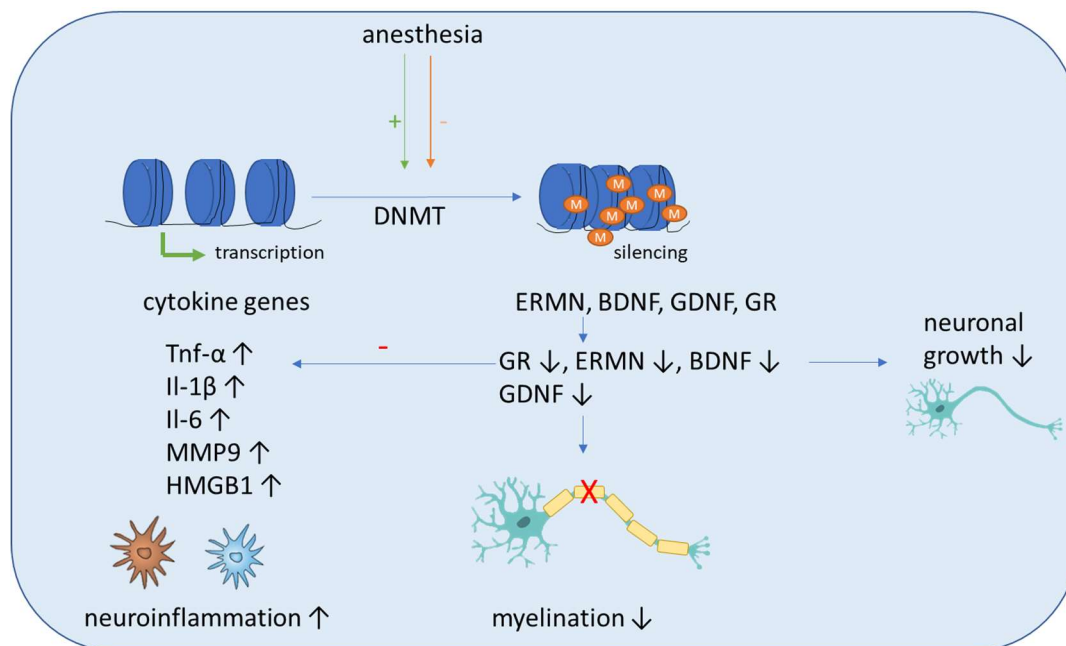 anesthesia
+
-
DNMT
M
M
M
M
M
M
M
transcription
silencing
cytokine genes
ERMN, BDNF, GDNF, GR
Tnf-α ↑
Il-1β ↑
Il-6 ↑
MMP9 ↑
HMGB1 ↑
-
GR ↓, ERMN ↓, BDNF ↓
GDNF ↓
neuronal
growth ↓
X
neuroinflammation ↑
myelination ↓